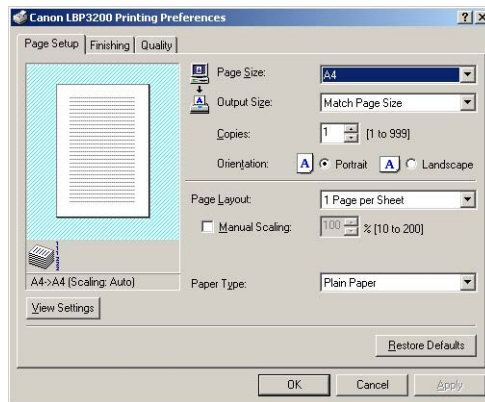 Canon LBP3200 Printing Preferences
Page Setup Finishing Quality
Page Size: A4
Output Size: Match Page Size
Copies: 1 [1 to 999]
Orientation: A Portrait A Landscape
Page Layout: 1 Page per Sheet
Manual Scaling: 100 % [10 to 200]
A4->A4 (Scaling: Auto)
Paper Type: Plain Paper
View Settings
Restore Defaults
OK Cancel Apply